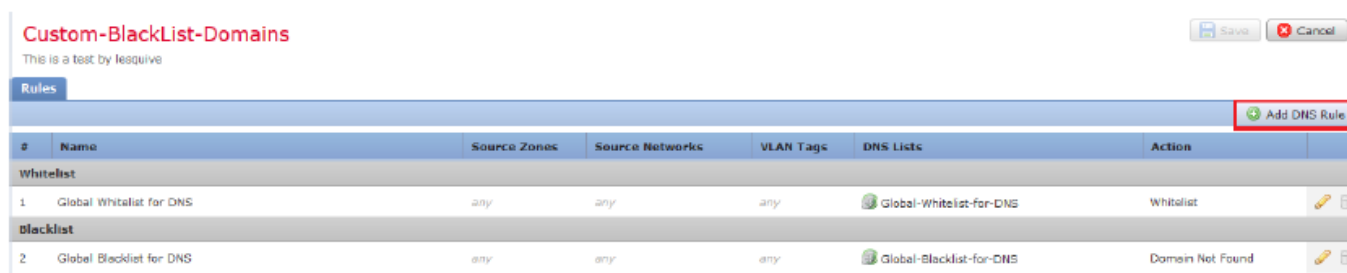 Custom-BlackList-Domains
Save Cancel
This is a test by lesquive
Rules
Add DNS Rule
# Name Source Zones Source Networks VLAN Tags DNS Lists Action
Whitelist
1 Global Whitelist for DNS any any any Global-Whitelist-for-DNS Whitelist
Blacklist
2 Global Blacklist for DNS any any any Global-Blacklist-for-DNS Domain Not Found